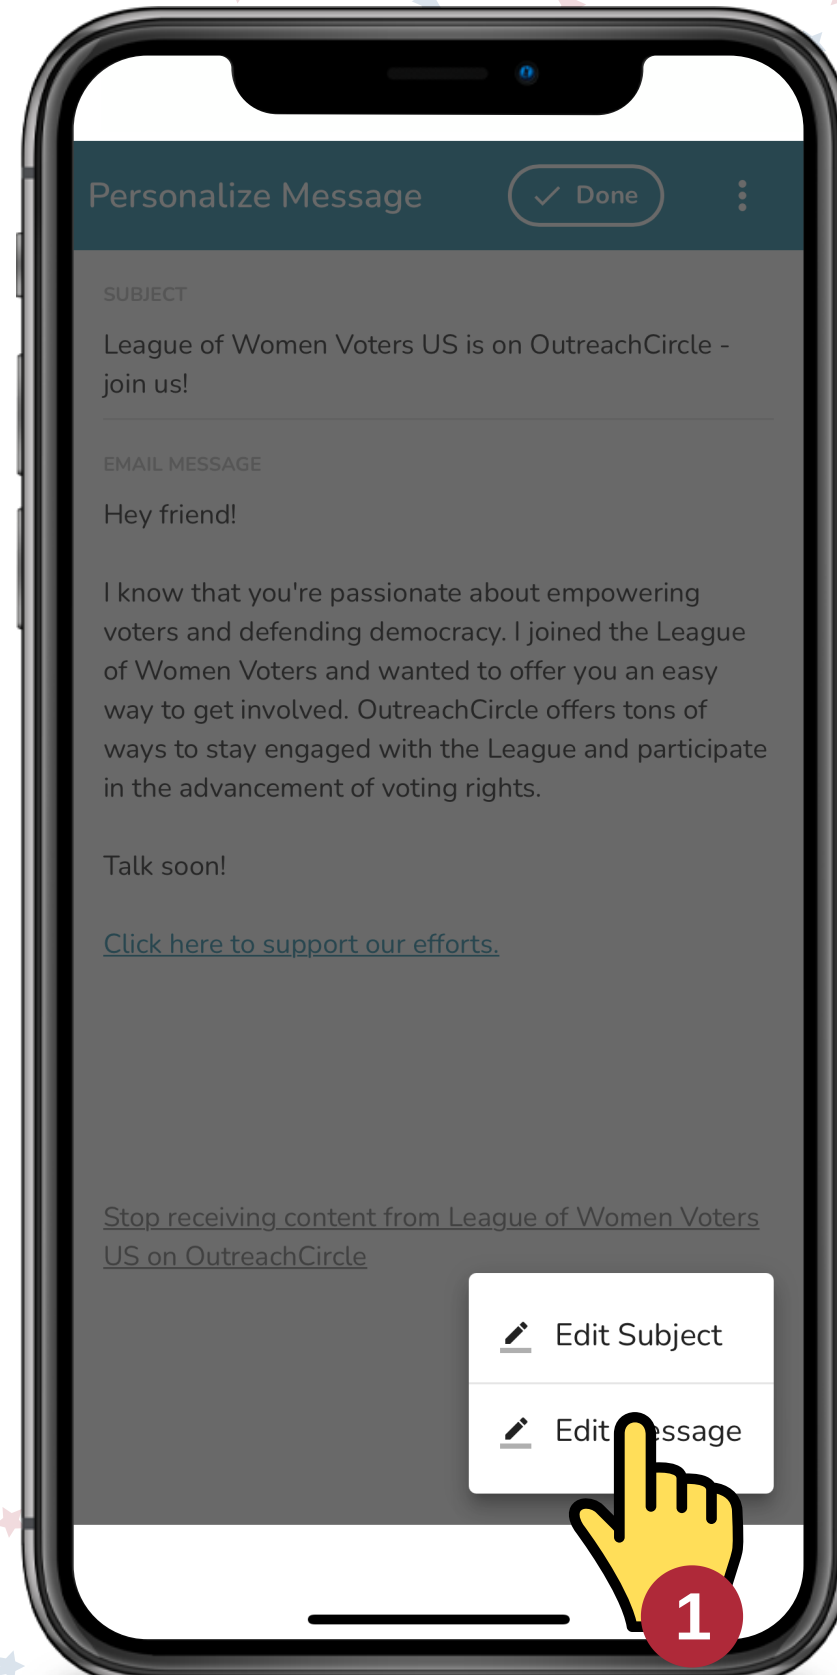 Personalize Message
Done
SUBJECT
League of Women Voters US is on OutreachCircle -
join us!
EMAIL MESSAGE
Hey friend!
I know that you're passionate about empowering
voters and defending democracy. I joined the League
of Women Voters and wanted to offer you an easy
way to get involved. OutreachCircle offers tons of
ways to stay engaged with the League and participate
in the advancement of voting rights.
Talk soon!
Click here to support our efforts.
Stop receiving content from League of Women Voters
US on OutreachCircle
Edit Subject
Edit Message
1